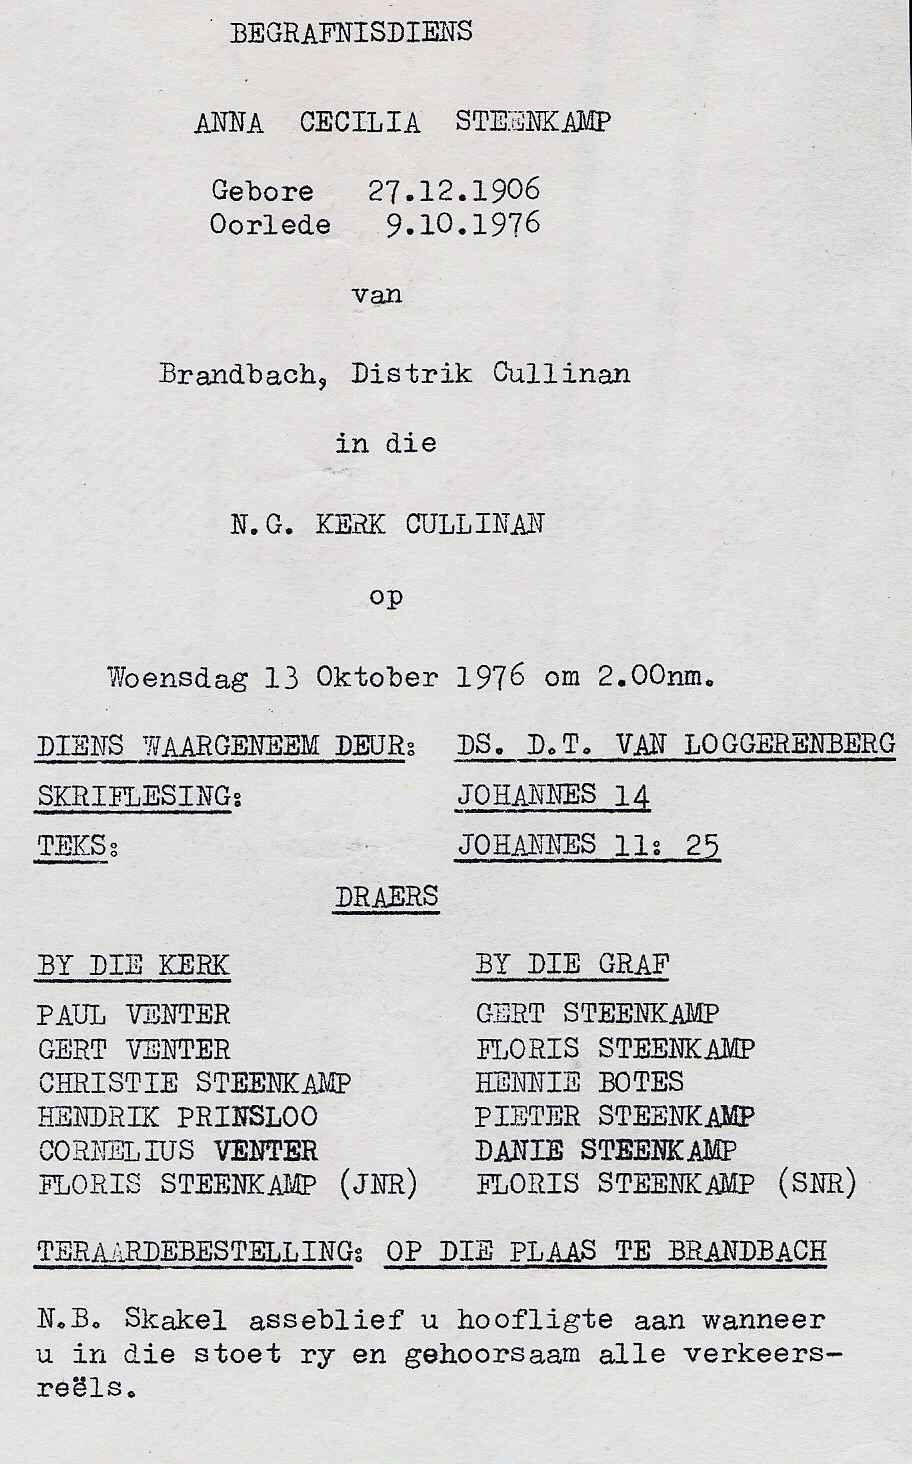 BEGRAFNISDIENS
ANNA CECILIA STEENKAMP
Gebore 27.12.1906
Oorlede 9.10.1976
van
Brandbach, Distrik Cullinan
in die
N.G. KERK CULLINAN
op
Woensdag 13 Oktober 1976 om 2.00nm.
DIENS WAARGENEEM DEUR: DS. D.T. VAN LOGGERENBERG
SKRIFLESING: JOHANNES 14
TEKS: JOHANNES 11: 25
DRAERS
BY DIE KERK BY DIE GRAF
PAUL VENTER GERT STEENKAMP
GERT VENTER FLORIS STEENKAMP
CHRISTIE STEENKAMP HENNIE BOTES
HENDRIK PRINSLOO PIETER STEENKAMP
CORNELIUS VENTER DANIE STEENKAMP
FLORIS STEENKAMP (JNR) FLORIS STEENKAMP (SNR)
TERAARDEBESTELLING: OP DIE PLAAS TE BRANDBACH
N.B. Skakel asseblief u hoofligte aan wanneer
u in die stoet ry en gehoorsaam alle verkeers-
reëls.